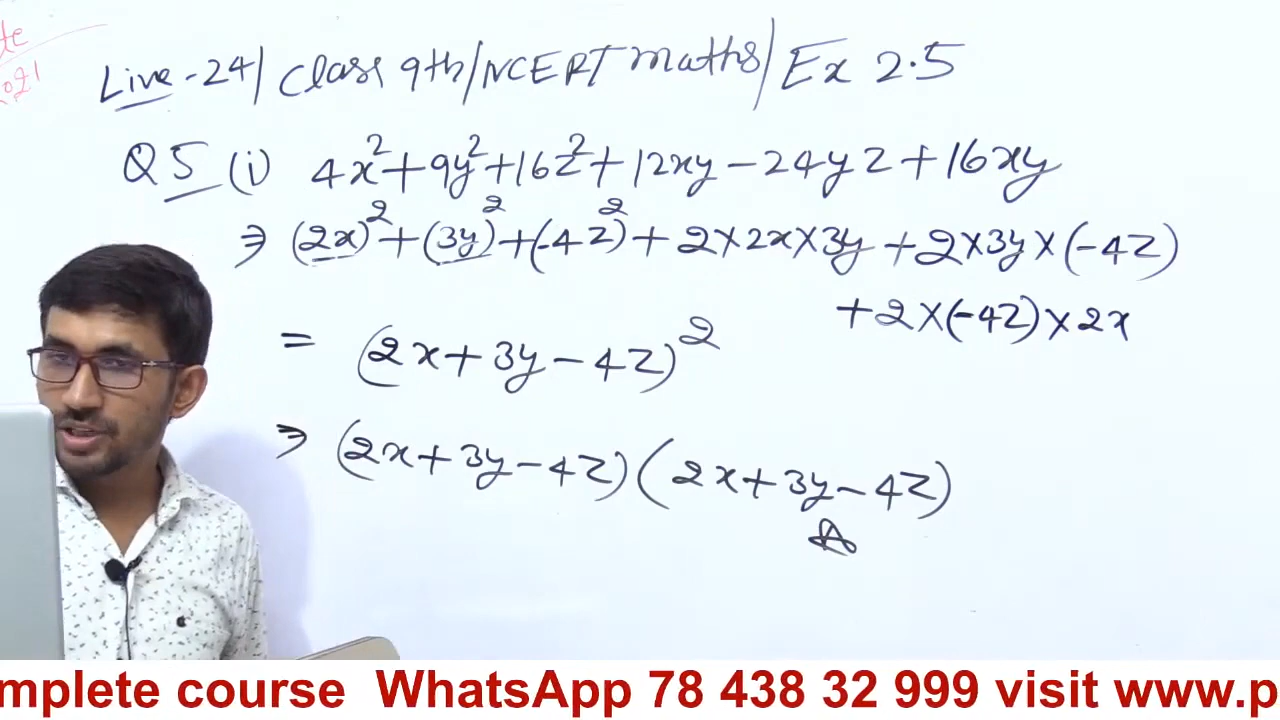 te
2021
Live-24/ Class 9th/NCERT maths/ Ex 2.5
Q5 (i) 4x²+9y²+16z²+12xy-24yz+16xy
⇒ (2x)²+(3y)²+(-4z)²+2×2x×3y+2×3y×(-4z)
+2×(-4z)×2x
= (2x+3y-4z)²
⇒ (2x+3y-4z)(2x+3y-4z)
mplete course WhatsApp 78 438 32 999 visit www.p